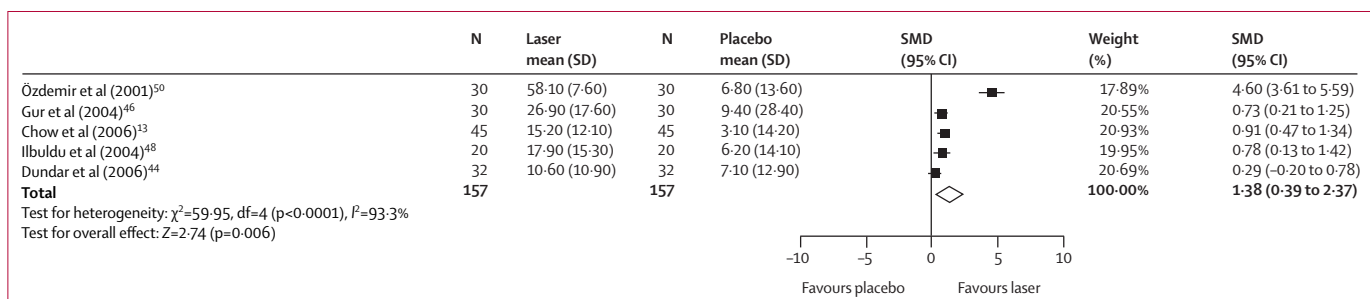 N Laser N Placebo SMD Weight SMD
mean (SD) mean (SD) (95% CI) (%) (95% CI)
Özdemir et al (2001)⁵⁰ 30 58·10 (7·60) 30 6·80 (13·60) 17·89% 4·60 (3·61 to 5·59)
Gur et al (2004)⁴⁶ 30 26·90 (17·60) 30 9·40 (28·40) 20·55% 0·73 (0·21 to 1·25)
Chow et al (2006)¹³ 45 15·20 (12·10) 45 3·10 (14·20) 20·93% 0·91 (0·47 to 1·34)
Ilbuldu et al (2004)⁴⁸ 20 17·90 (15·30) 20 6·20 (14·10) 19·95% 0·78 (0·13 to 1·42)
Dundar et al (2006)⁴⁴ 32 10·60 (10·90) 32 7·10 (12·90) 20·69% 0·29 (–0·20 to 0·78)
Total 157 157 100·00% 1·38 (0·39 to 2·37)
Test for heterogeneity: χ²=59·95, df=4 (p<0·0001), I²=93·3%
Test for overall effect: Z=2·74 (p=0·006)
–10 –5 0 5 10
Favours placebo Favours laser